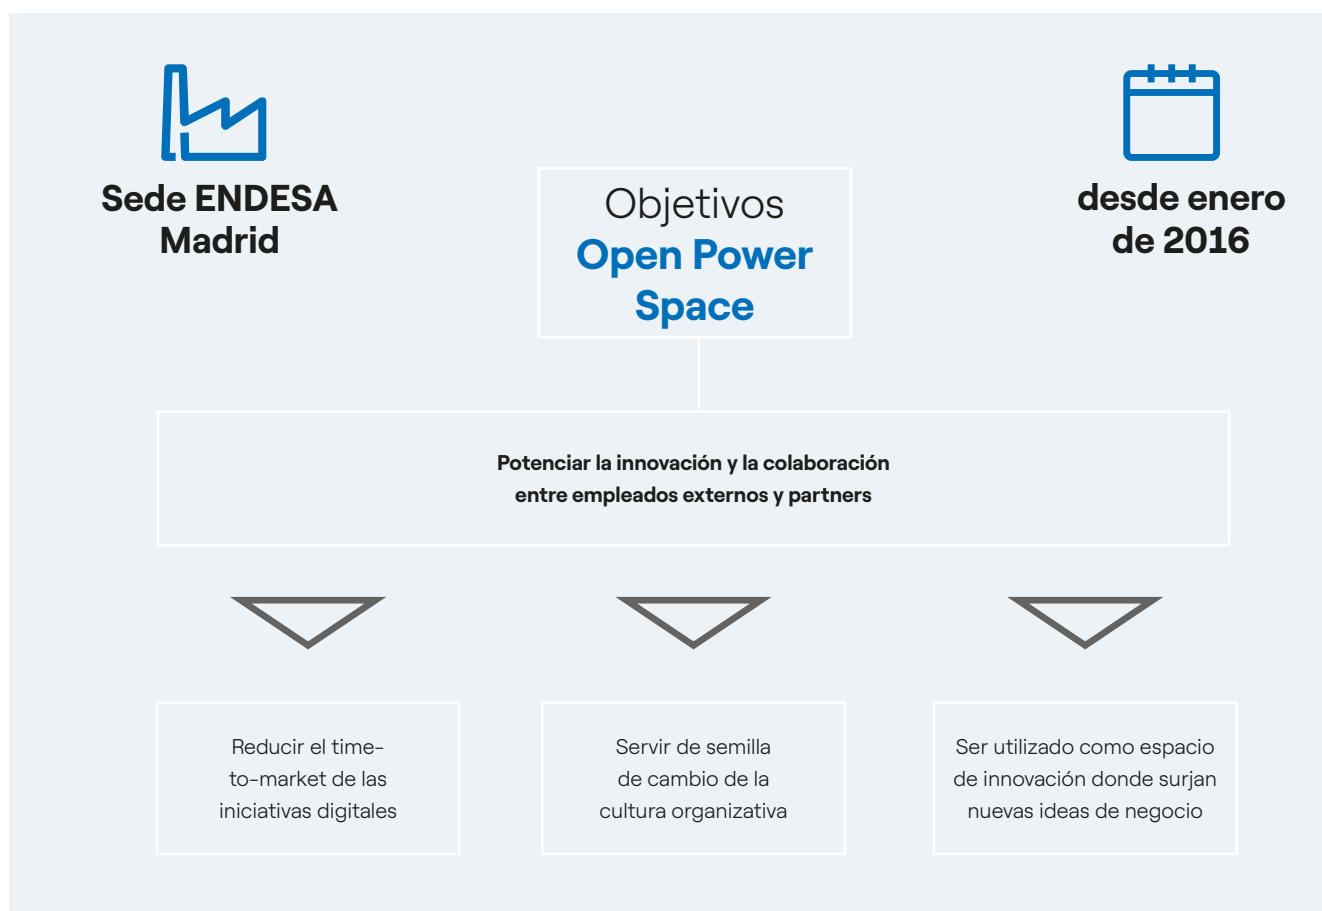 Sede ENDESA
Madrid
Objetivos
Open Power
Space
desde enero
de 2016
Potenciar la innovación y la colaboración
entre empleados externos y partners
Reducir el time-
to-market de las
iniciativas digitales
Servir de semilla
de cambio de la
cultura organizativa
Ser utilizado como espacio
de innovación donde surjan
nuevas ideas de negocio